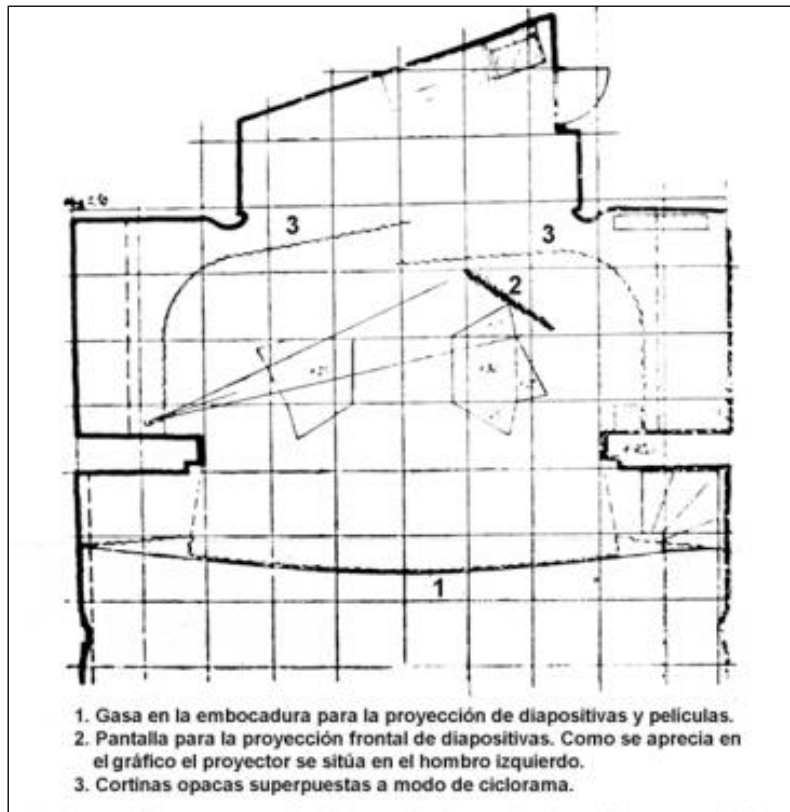 3
3
2
1
1. Gasa en la embocadura para la proyección de diapositivas y películas.
2. Pantalla para la proyección frontal de diapositivas. Como se aprecia en
el gráfico el proyector se sitúa en el hombro izquierdo.
3. Cortinas opacas superpuestas a modo de ciclorama.